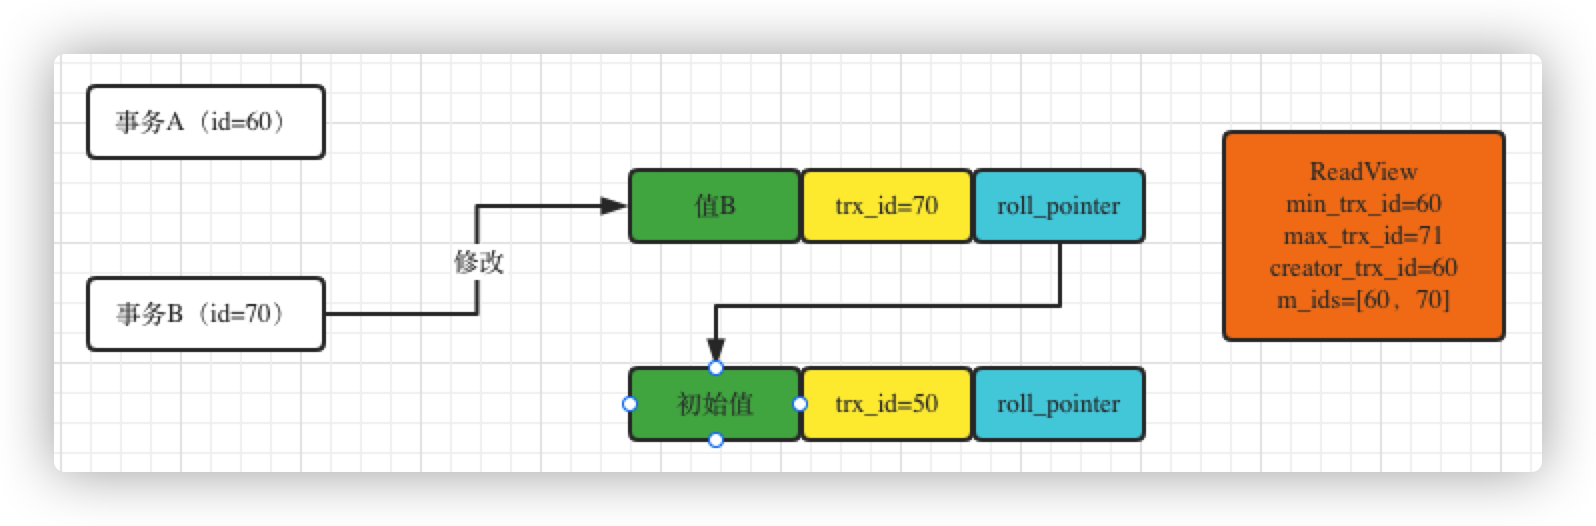 事务A（id=60）
值B
trx_id=70
roll_pointer
修改
事务B（id=70）
初始值
trx_id=50
roll_pointer
ReadView
min_trx_id=60
max_trx_id=71
creator_trx_id=60
m_ids=[60，70]